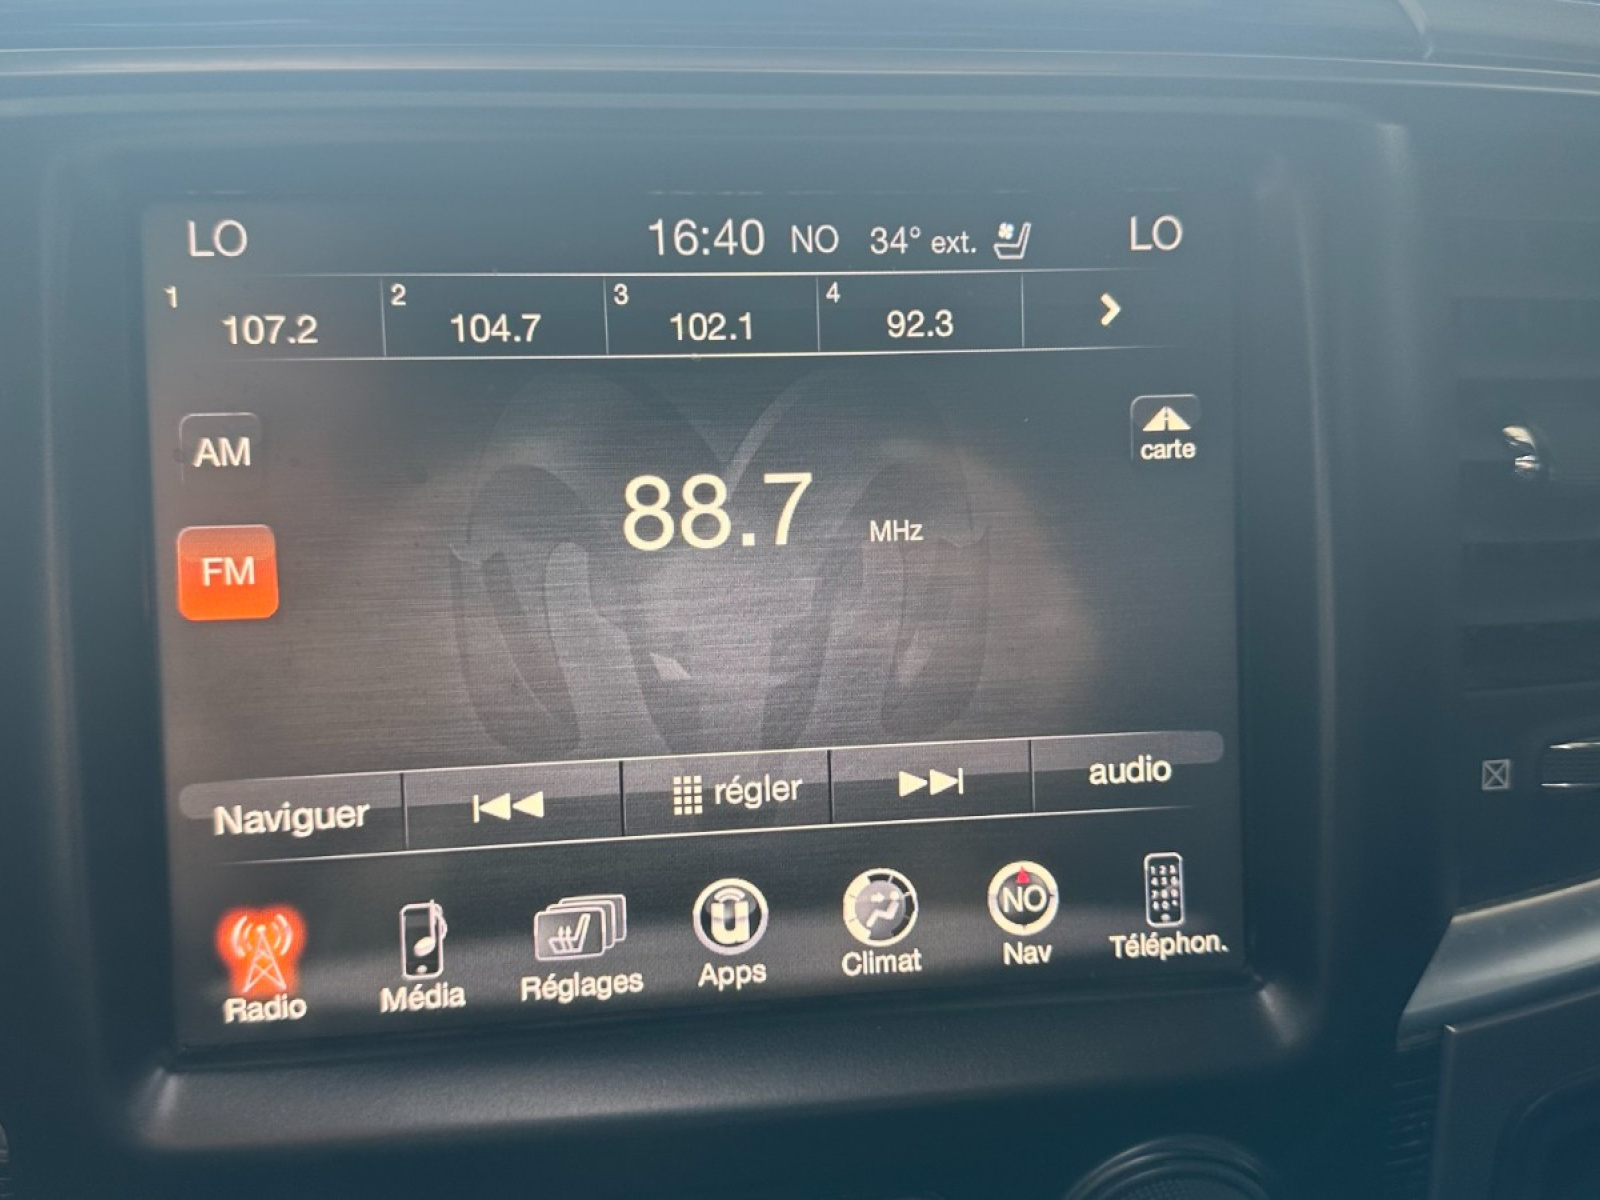 LO 16:40 NO 34° ext. LO
1 107.2 2 104.7 3 102.1 4 92.3
AM
carte
88.7 MHz
FM
Naviguer régler audio
NO
Radio Média Réglages Apps Climat Nav Téléphon.